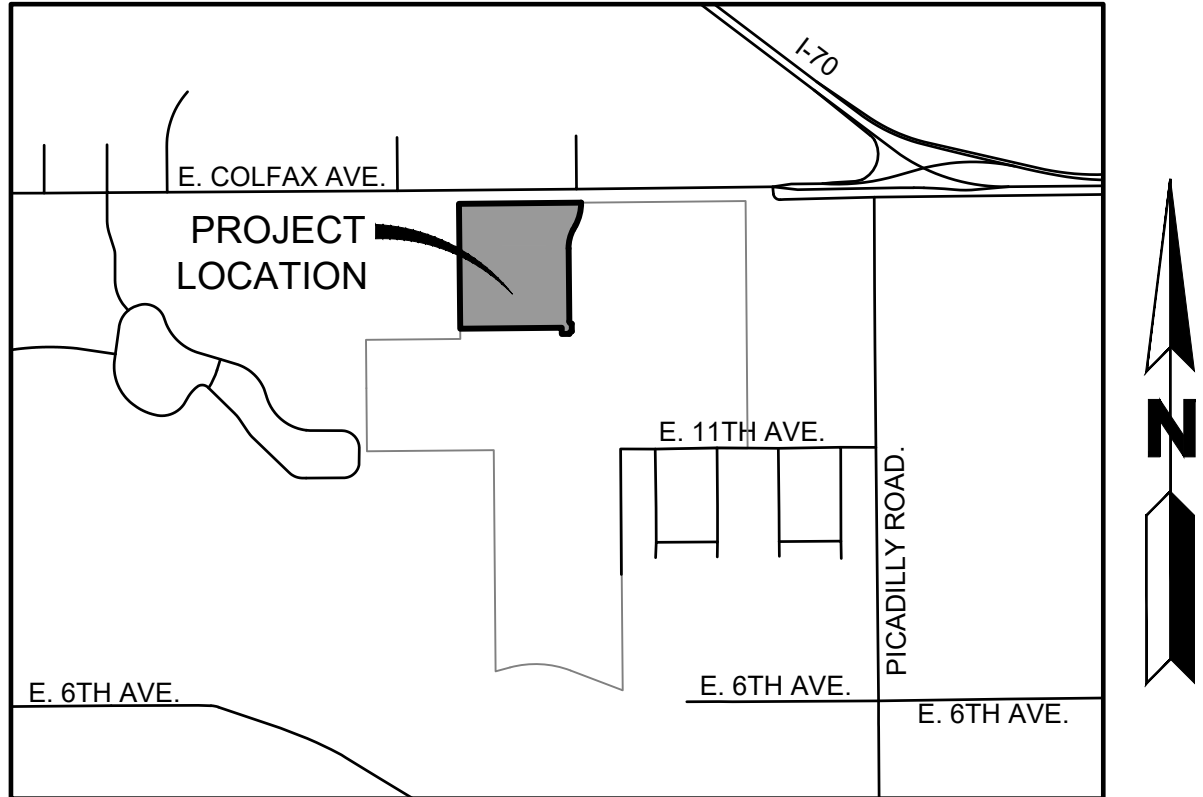 I-70
E. COLFAX AVE.
PROJECT
LOCATION
N
E. 11TH AVE.
PICADILLY ROAD.
E. 6TH AVE.
E. 6TH AVE.
E. 6TH AVE.